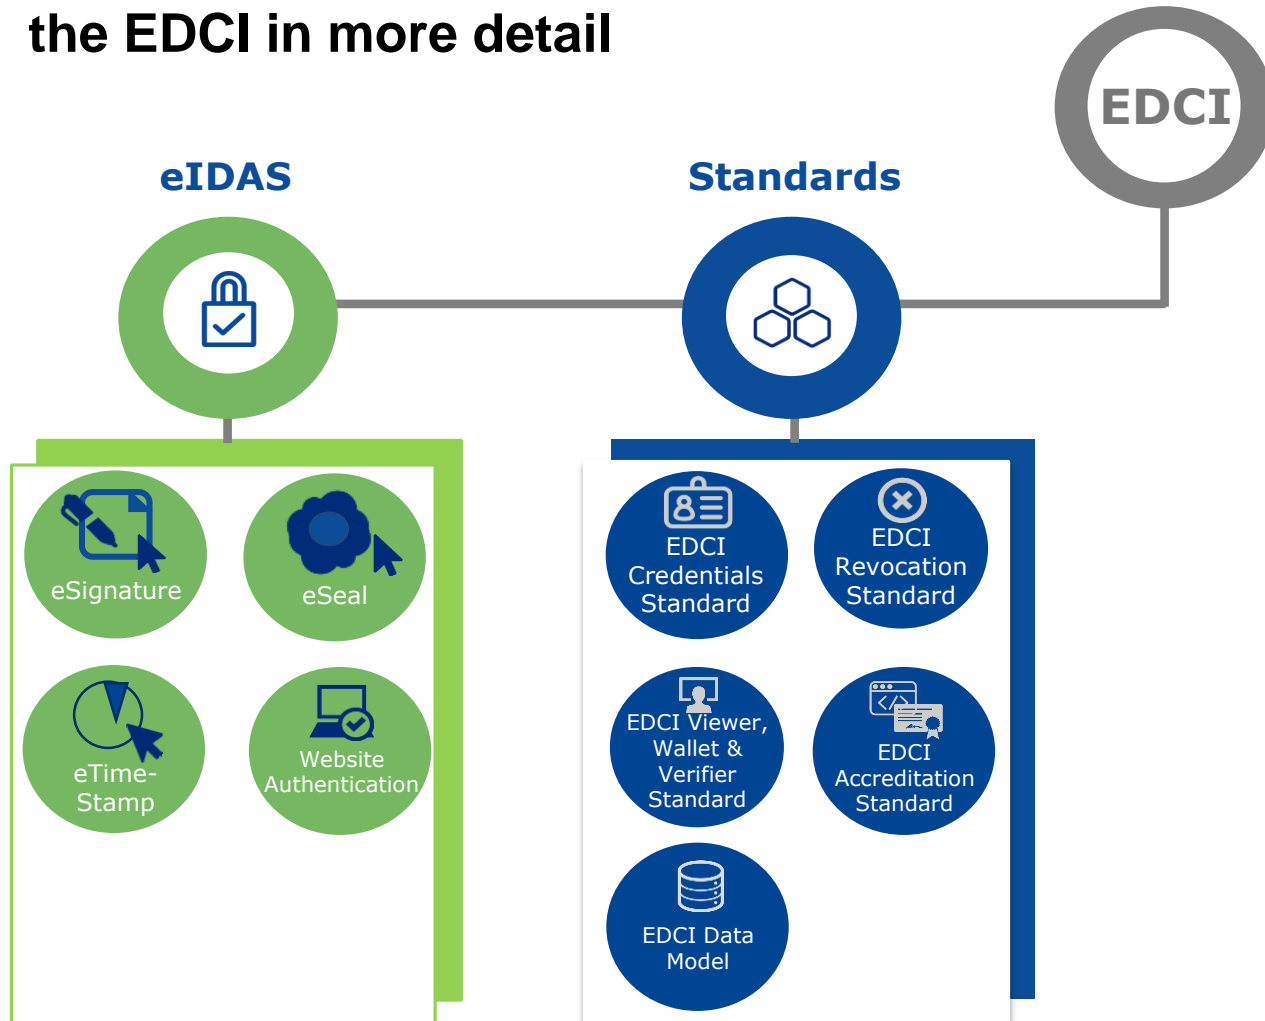 the EDCI in more detail
EDCI
eIDAS
Standards
eSignature
eSeal
eTime-
Stamp
Website
Authentication
EDCI
Credentials
Standard
EDCI
Revocation
Standard
EDCI Viewer,
Wallet &
Verifier
Standard
EDCI
Accreditation
Standard
EDCI Data
Model